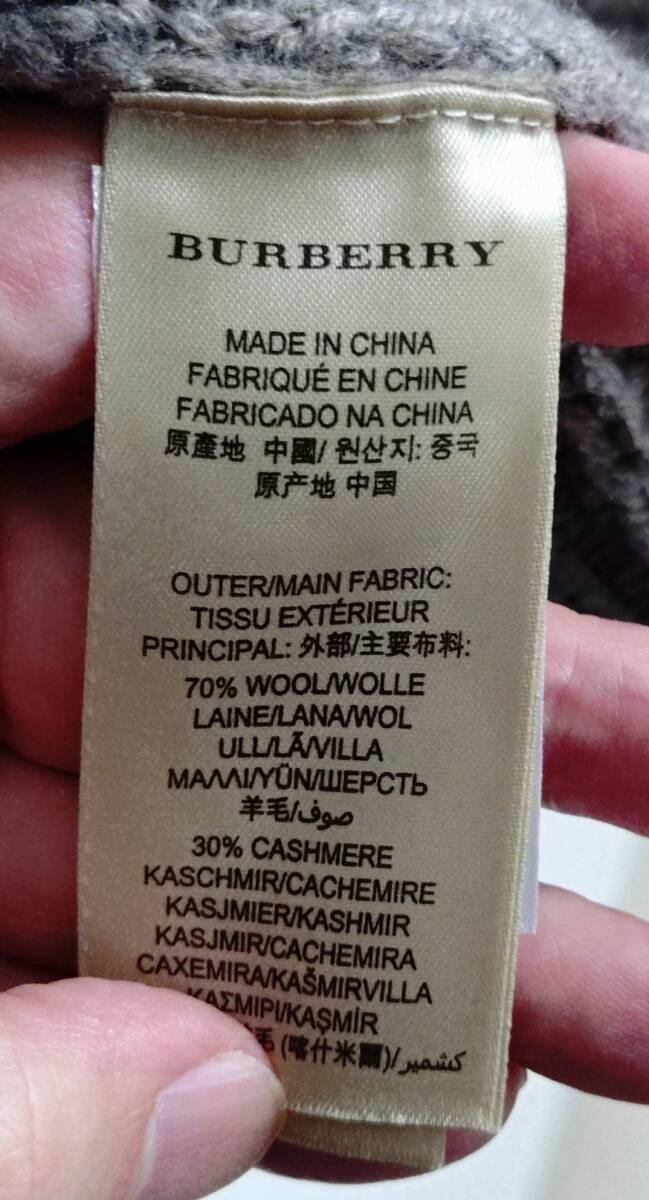 BURBERRY
MADE IN CHINA
FABRIQUÉ EN CHINE
FABRICADO NA CHINA
原產地 中國/ 원산지: 중국
原产地 中国
OUTER/MAIN FABRIC:
TISSU EXTÉRIEUR
PRINCIPAL: 外部/主要布料:
70% WOOL/WOLLE
LAINE/LANA/WOL
ULL/LÃ/VILLA
ΜΑΛΛΙ/YÜN/ШЕРСТЬ
羊毛/صوف
30% CASHMERE
KASCHMIR/CACHEMIRE
KASJMIER/KASHMIR
KASJMIR/CACHEMIRA
CAXEMIRA/KAŠMIRVILLA
ΚΑΣΜΙΡΙ/KAŞMİR
毛 (喀什米爾)/كشمير